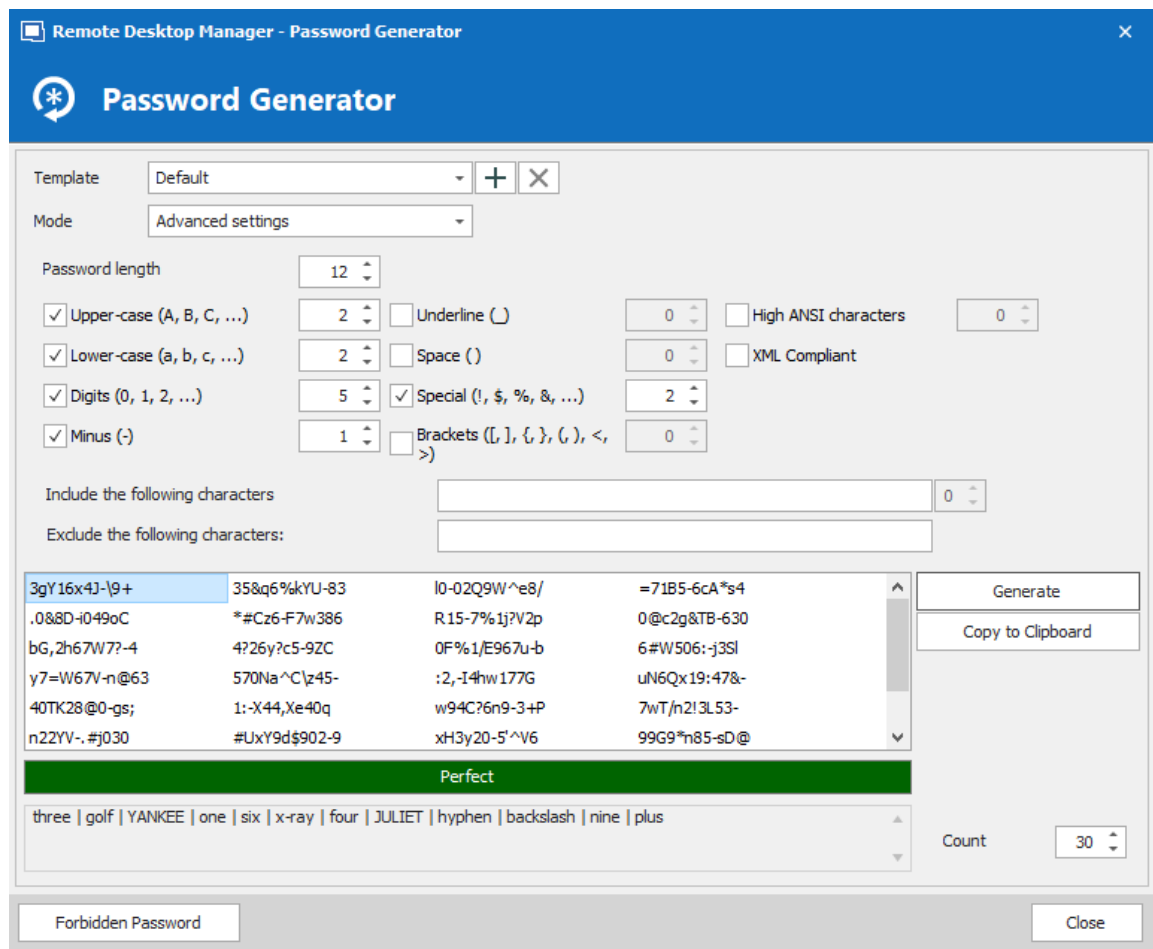 Remote Desktop Manager - Password Generator
Password Generator
Template Default
Mode Advanced settings
Password length 12
Upper-case (A, B, C, ...) 2 Underline (_) 0 High ANSI characters 0
Lower-case (a, b, c, ...) 2 Space ( ) 0 XML Compliant
Digits (0, 1, 2, ...) 5 Special (!, $, %, &, ...) 2
Minus (-) 1 Brackets ([, ], {, }, (, ), <, 0
>)
Include the following characters 0
Exclude the following characters:
3gY16x4J-\9+ 35&q6%kYU-83 l0-02Q9W^e8/ =71B5-6cA*s4 Generate
.0&8D-i049oC *#Cz6-F7w386 R15-7%1j?V2p 0@c2g&TB-630 Copy to Clipboard
bG,2h67W7?-4 4?26y?c5-9ZC 0F%1/E967u-b 6#W506:-j3Sl
y7=W67V-n@63 570Na^C\z45- :2,-I4hw177G uN6Qx19:47&-
40TK28@0-gs; 1:-X44,Xe40q w94C?6n9-3+P 7wT/n2!3L53-
n22YV-.#j030 #UxY9d$902-9 xH3y20-5'^V6 99G9*n85-sD@
Perfect
three | golf | YANKEE | one | six | x-ray | four | JULIET | hyphen | backslash | nine | plus
Count 30
Forbidden Password Close